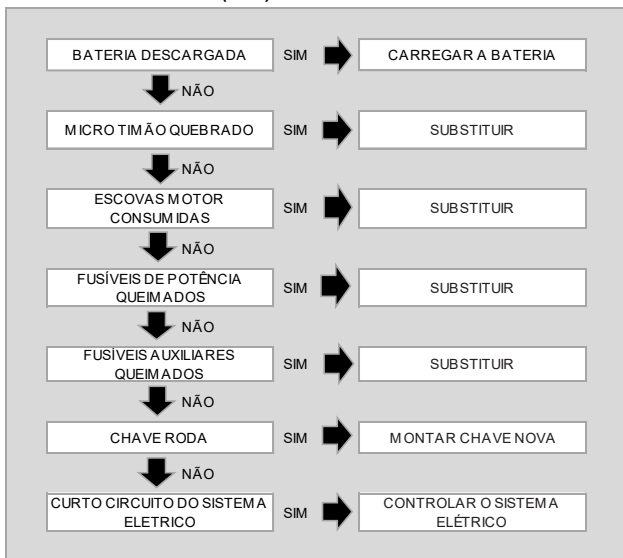 BATERIA DESCARGADA SIM CARREGAR A BATERIA
NÃO
MICRO TIMÃO QUEBRADO SIM SUBSTITUIR
NÃO
ESCOVAS MOTOR
CONSUMIDAS SIM SUBSTITUIR
NÃO
FUSÍVEIS DE POTÊNCIA
QUEIMADOS SIM SUBSTITUIR
NÃO
FUSÍVEIS AUXILIARES
QUEIMADOS SIM SUBSTITUIR
NÃO
CHAVE RODA SIM MONTAR CHAVE NOVA
NÃO
CURTO CIRCUITO DO SISTEMA
ELETRICO SIM CONTROLAR O SISTEMA
ELÉTRICO